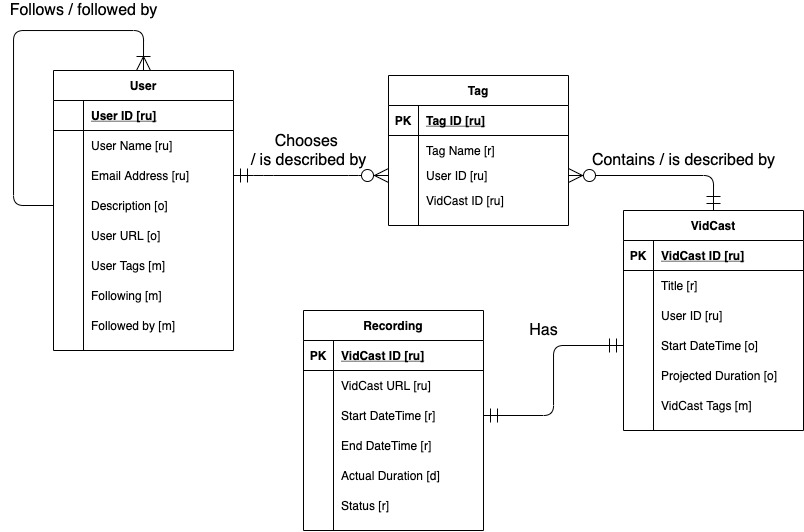 Follows / followed by
User
User ID [ru]
User Name [ru]
Email Address [ru]
Description [o]
User URL [o]
User Tags [m]
Following [m]
Followed by [m]
Chooses
/ is described by
Tag
PK Tag ID [ru]
Tag Name [r]
User ID [ru]
VidCast ID [ru]
Contains / is described by
VidCast
PK VidCast ID [ru]
Title [r]
User ID [ru]
Start DateTime [o]
Projected Duration [o]
VidCast Tags [m]
Has
Recording
PK VidCast ID [ru]
VidCast URL [ru]
Start DateTime [r]
End DateTime [r]
Actual Duration [d]
Status [r]